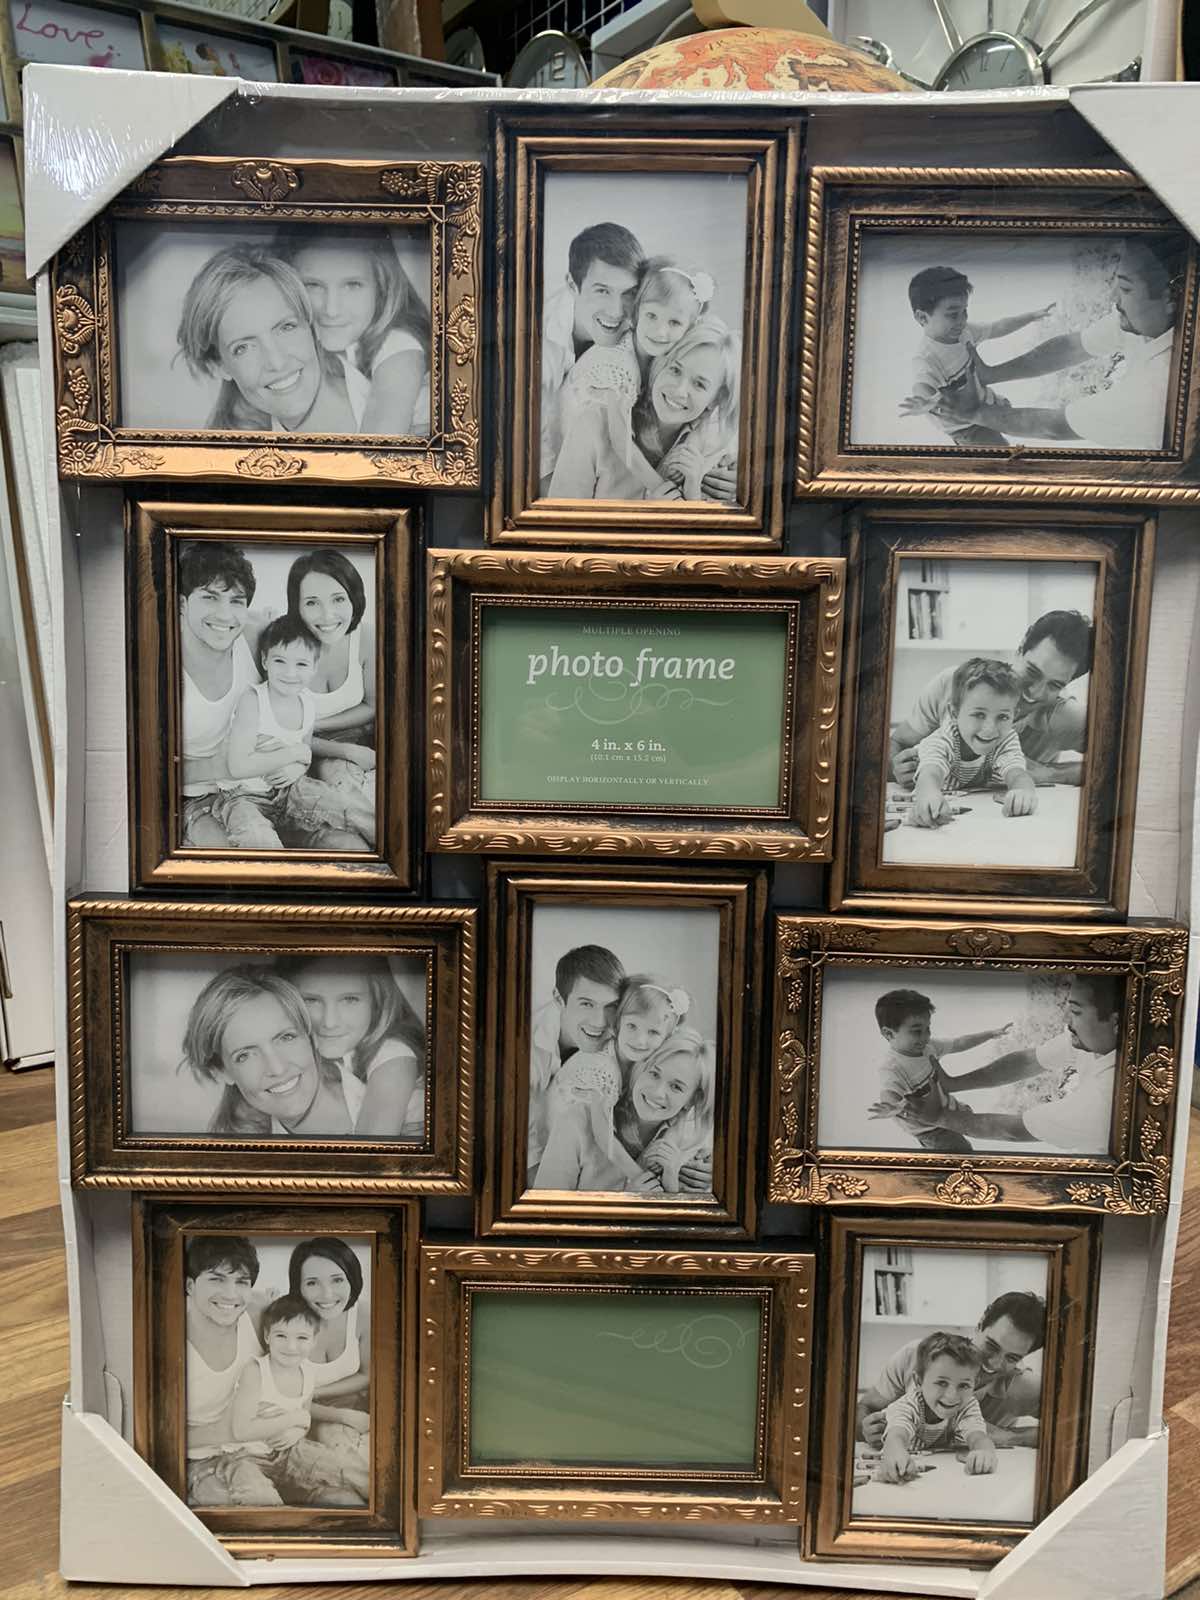 Love
EUROP
MULTIPLE OPENING
photo frame
4 in. x 6 in.
(10.1 cm x 15.2 cm)
DISPLAY HORIZONTALLY OR VERTICALLY